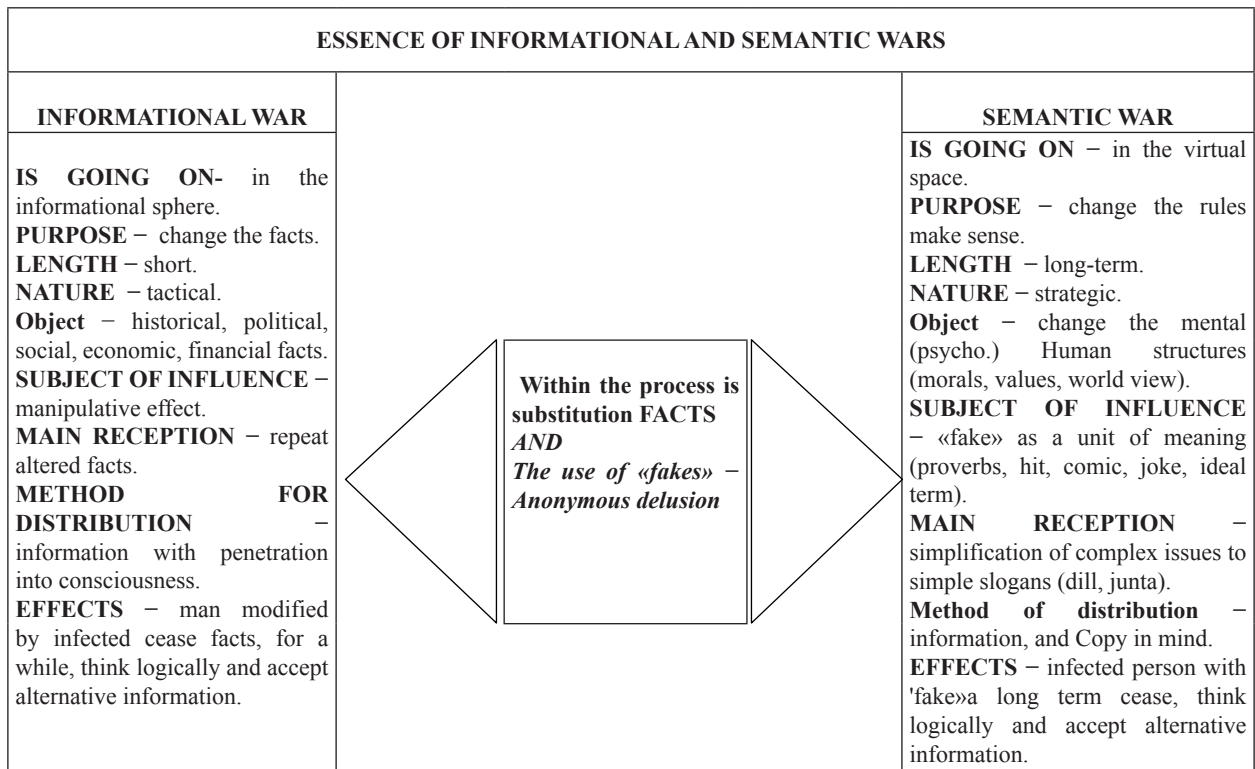 ESSENCE OF INFORMATIONAL AND SEMANTIC WARS
INFORMATIONAL WAR
IS GOING ON- in the
informational sphere.
PURPOSE − change the facts.
LENGTH − short.
NATURE − tactical.
Object − historical, political,
social, economic, financial facts.
SUBJECT OF INFLUENCE −
manipulative effect.
MAIN RECEPTION − repeat
altered facts.
METHOD FOR
DISTRIBUTION −
information with penetration
into consciousness.
EFFECTS − man modified
by infected cease facts, for a
while, think logically and accept
alternative information.
Within the process is
substitution FACTS
AND
The use of «fakes» −
Anonymous delusion
SEMANTIC WAR
IS GOING ON − in the virtual
space.
PURPOSE − change the rules
make sense.
LENGTH − long-term.
NATURE − strategic.
Object − change the mental
(psycho.) Human structures
(morals, values, world view).
SUBJECT OF INFLUENCE
− «fake» as a unit of meaning
(proverbs, hit, comic, joke, ideal
term).
MAIN RECEPTION −
simplification of complex issues to
simple slogans (dill, junta).
Method of distribution −
information, and Copy in mind.
EFFECTS − infected person with
'fake»a long term cease, think
logically and accept alternative
information.